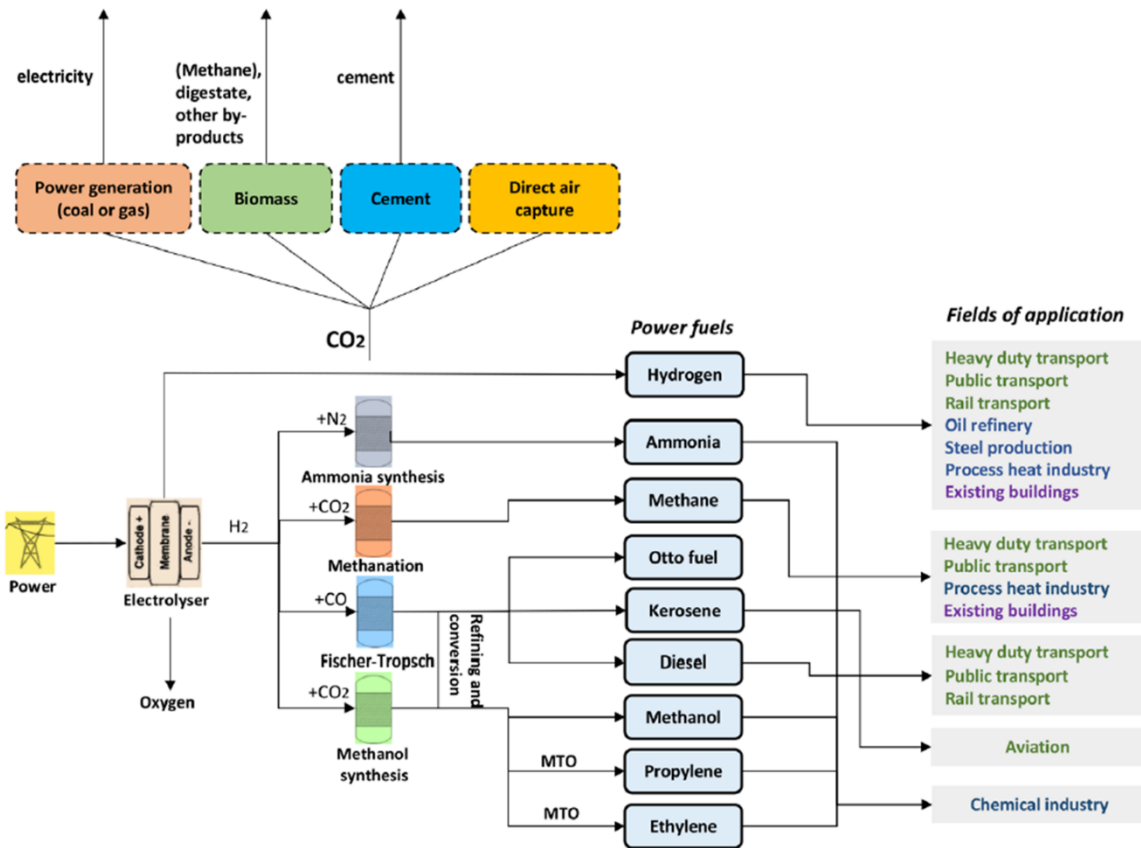 electricity
(Methane),
digestate,
other by-
products
cement
Power generation
(coal or gas)
Biomass
Cement
Direct air
capture
CO2
Power fuels
Fields of application
Hydrogen
Heavy duty transport
Public transport
Rail transport
Oil refinery
Steel production
Process heat industry
Existing buildings
+N2
Ammonia synthesis
Ammonia
+CO2
Methanation
Methane
Power
Cathode +
Membrane
Anode -
Electrolyser
H2
Oxygen
Otto fuel
Heavy duty transport
Public transport
Process heat industry
Existing buildings
+CO
Fischer-Tropsch
Refining and
conversion
Kerosene
Diesel
Heavy duty transport
Public transport
Rail transport
+CO2
Methanol
synthesis
Methanol
Aviation
MTO
Propylene
MTO
Ethylene
Chemical industry